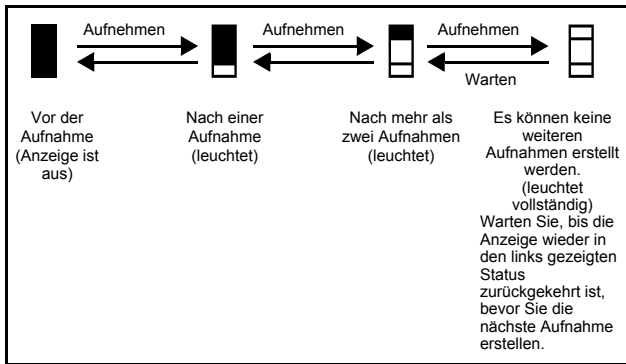 Aufnehmen
Aufnehmen
Aufnehmen
Warten
Vor der
Aufnahme
(Anzeige ist
aus)
Nach einer
Aufnahme
(leuchtet)
Nach mehr als
zwei Aufnahmen
(leuchtet)
Es können keine
weiteren
Aufnahmen erstellt
werden.
(leuchtet
vollständig)
Warten Sie, bis die
Anzeige wieder in
den links gezeigten
Status
zurückgekehrt ist,
bevor Sie die
nächste Aufnahme
erstellen.